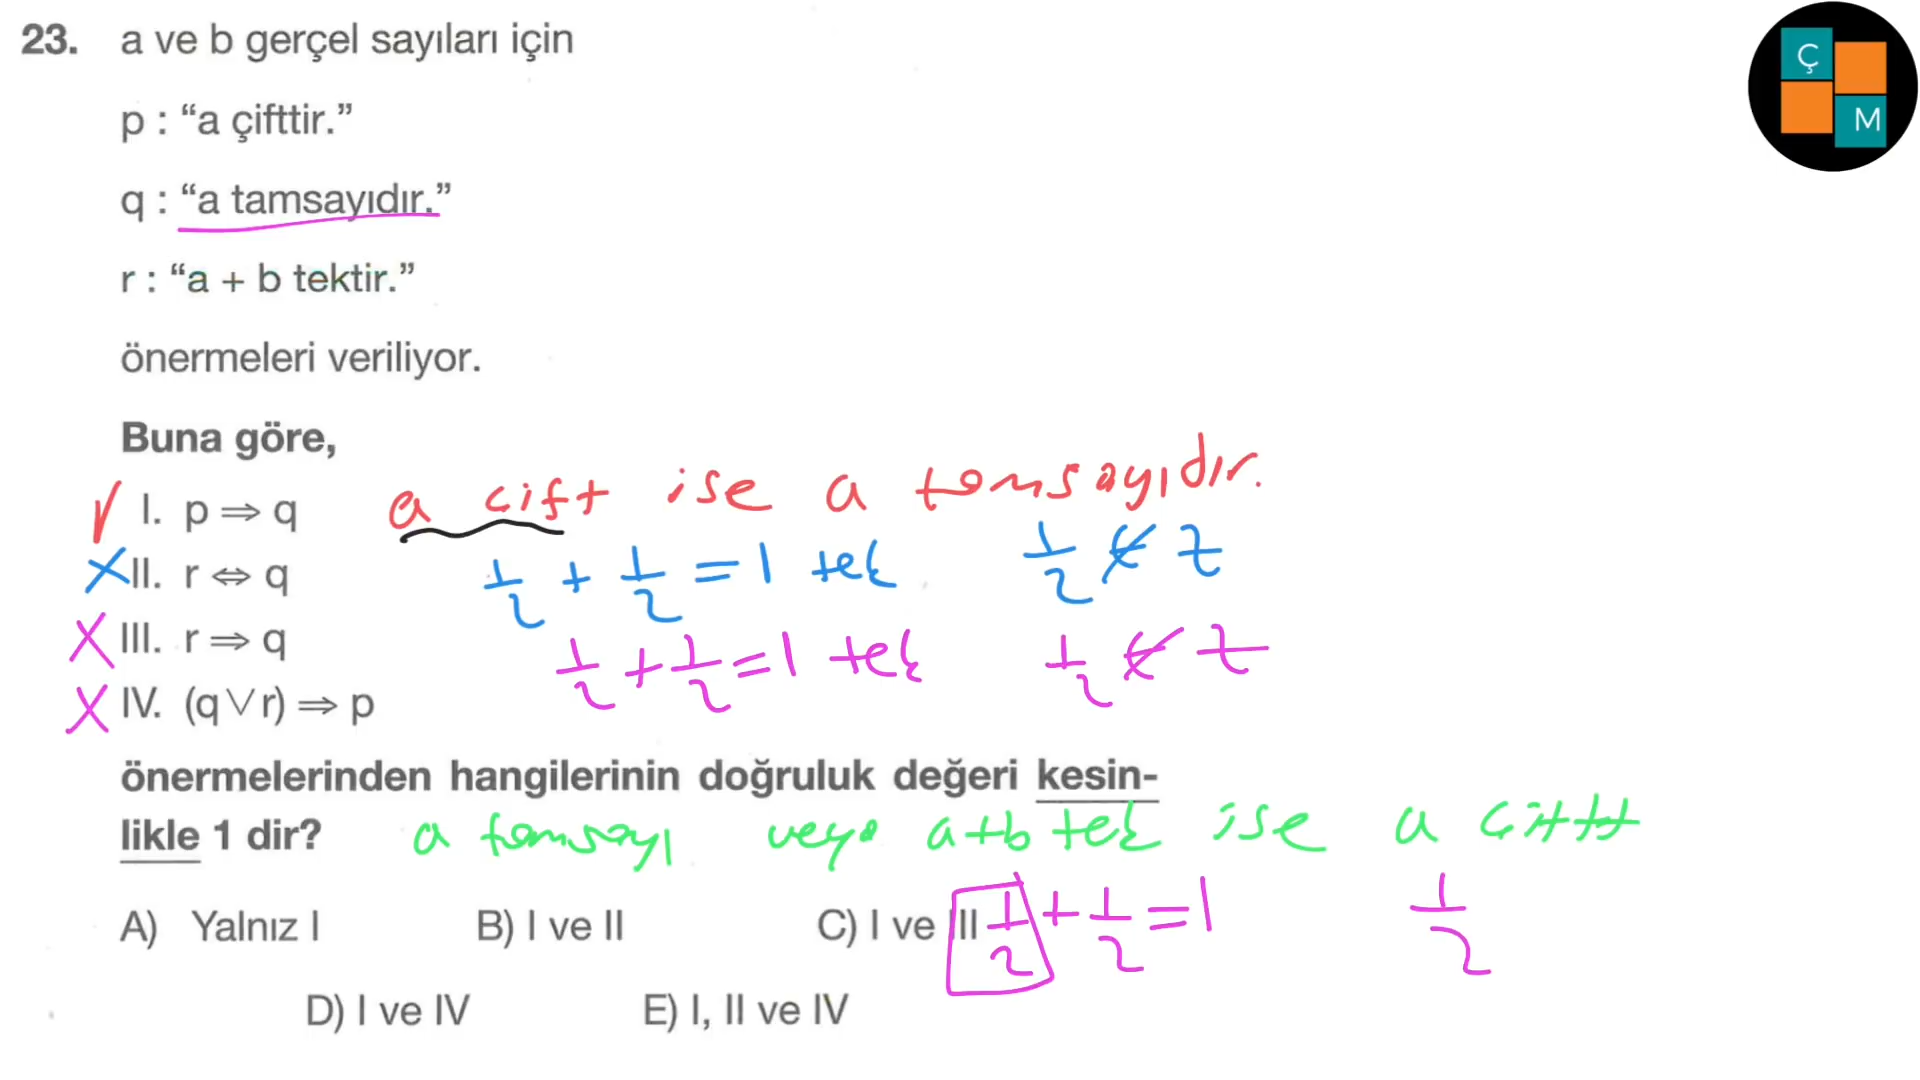 23. a ve b gerçel sayıları için
Ç
M
p : “a çifttir.”
q : “a tamsayıdır.”
r : “a + b tektir.”
önermeleri veriliyor.
Buna göre,
I. p ⇒ q a çift ise a tamsayıdır.
II. r ⇔ q 1/2 + 1/2 = 1 tek 1/2 ∉ Z
III. r ⇒ q 1/2 + 1/2 = 1 tek 1/2 ∉ Z
IV. (q ∨ r) ⇒ p
önermelerinden hangilerinin doğruluk değeri kesin-
likle 1 dir? a tamsayı veya a+b tek ise a çift
A) Yalnız I B) I ve II C) I ve III 1/2 + 1/2 = 1 1/2
D) I ve IV E) I, II ve IV